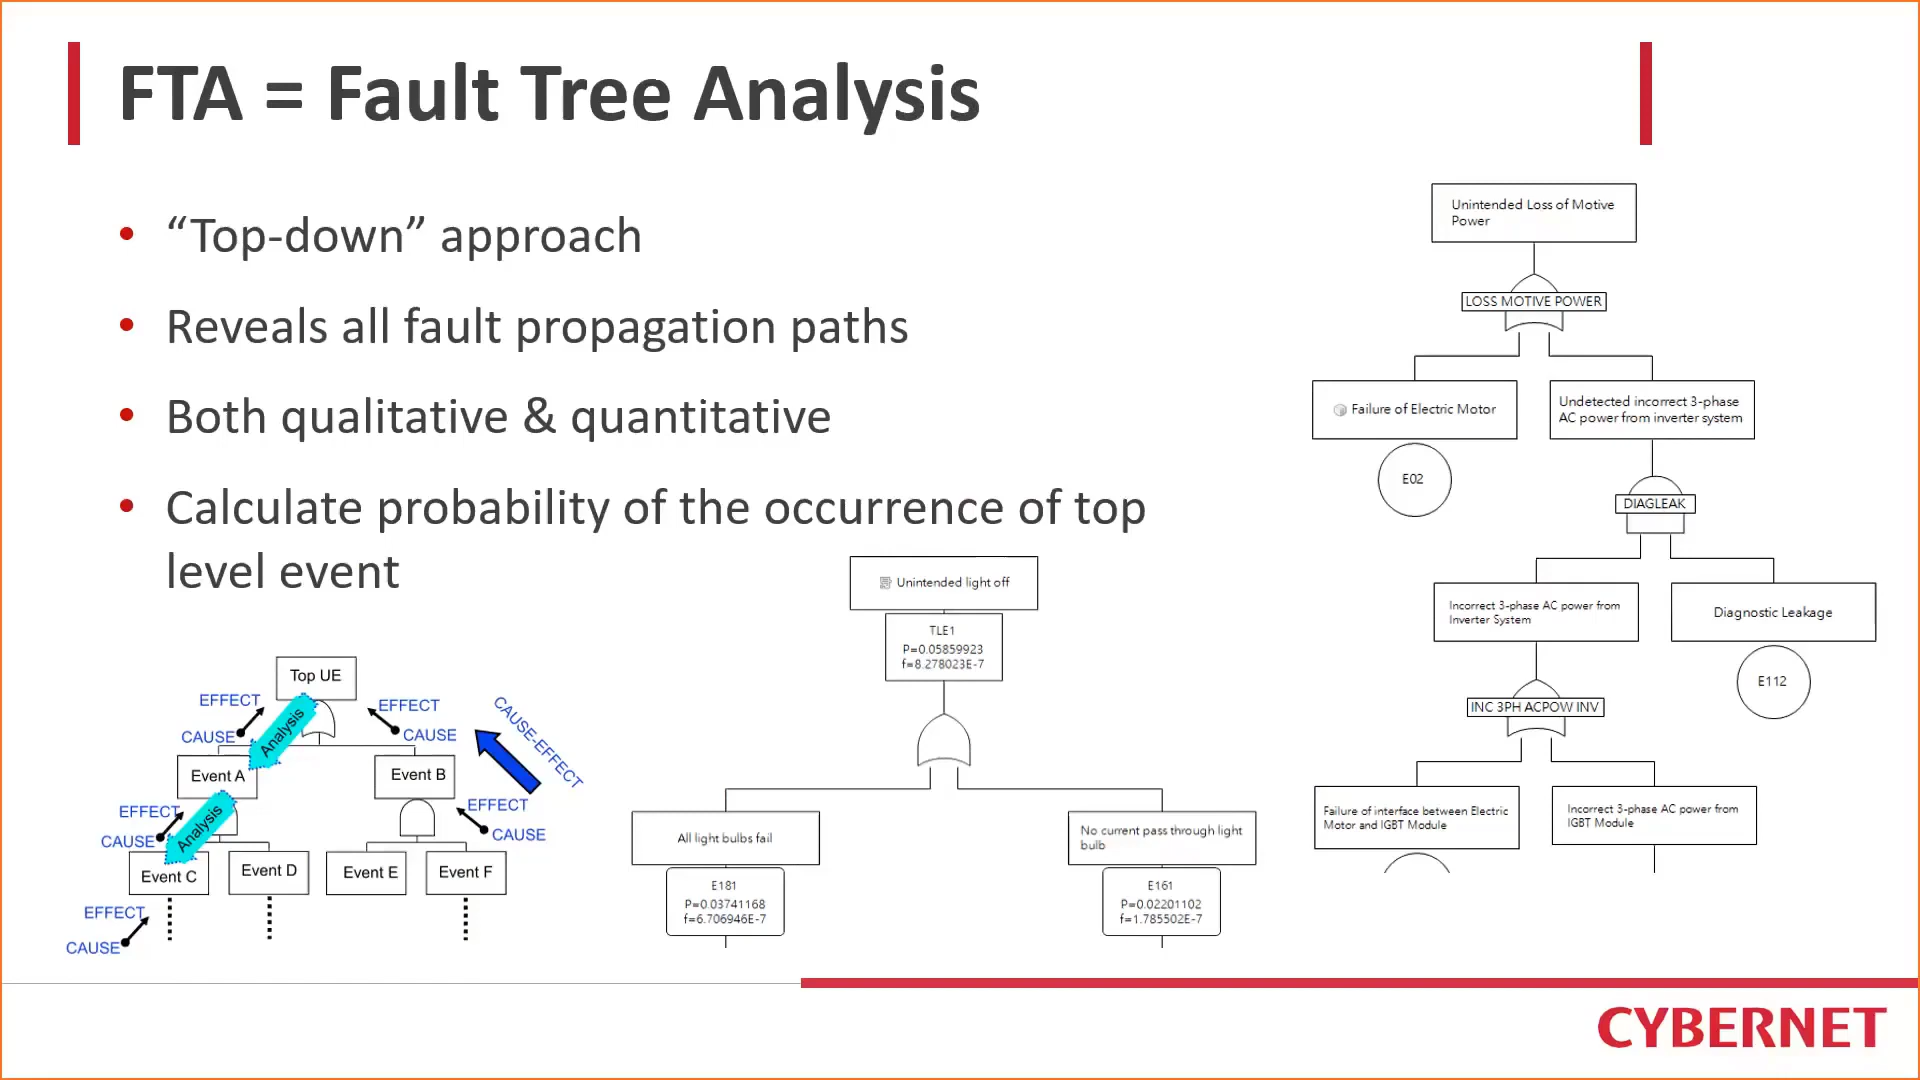 FTA = Fault Tree Analysis
• “Top-down” approach
• Reveals all fault propagation paths
• Both qualitative & quantitative
• Calculate probability of the occurrence of top
level event
Top UE
EFFECT
EFFECT
CAUSE
CAUSE
Analysis
CAUSE-EFFECT
Event A
Event B
EFFECT
EFFECT
CAUSE
CAUSE
Analysis
Event C
Event D
Event E
Event F
EFFECT
CAUSE
Unintended light off
TLE1
P=0.05859923
f=8.278023E-7
All light bulbs fail
E181
P=0.03741168
f=6.706946E-7
No current pass through light
bulb
E161
P=0.02201102
f=1.785502E-7
Unintended Loss of Motive
Power
LOSS MOTIVE POWER
Failure of Electric Motor
E02
Undetected incorrect 3-phase
AC power from inverter system
DIAGLEAK
Incorrect 3-phase AC power from
Inverter System
Diagnostic Leakage
E112
INC 3PH ACPOW INV
Failure of interface between Electric
Motor and IGBT Module
Incorrect 3-phase AC power from
IGBT Module
CYBERNET